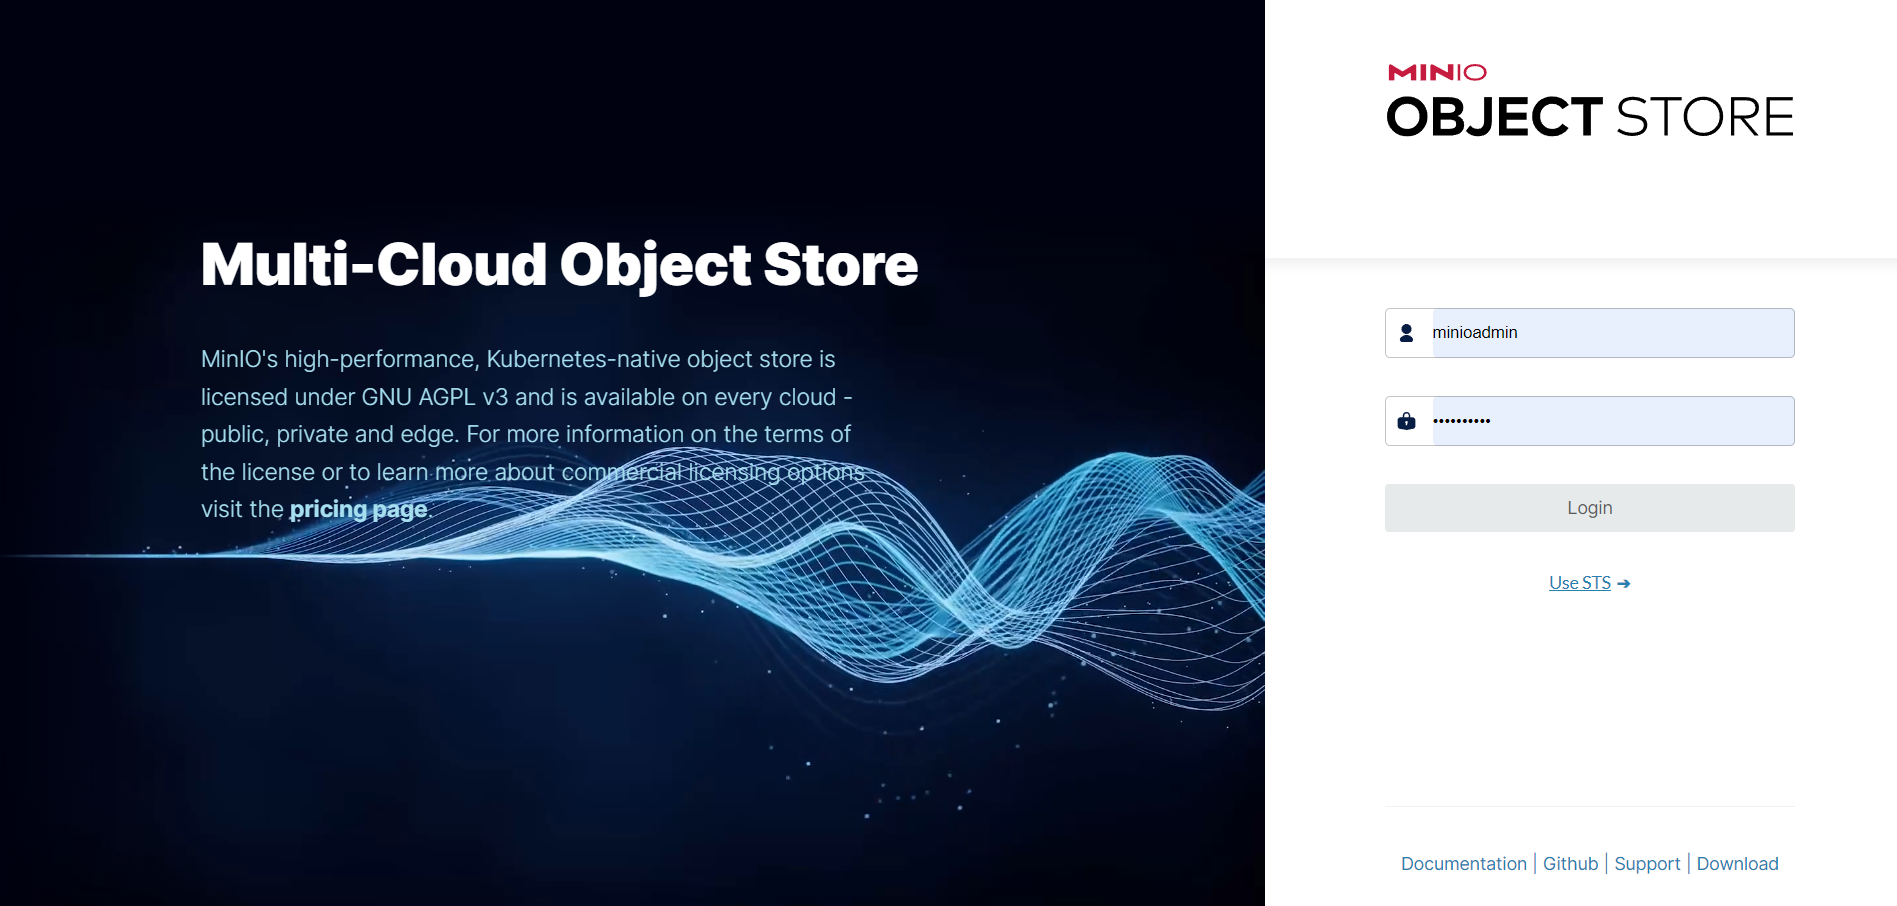 Multi-Cloud Object Store
MinIO's high-performance, Kubernetes-native object store is
licensed under GNU AGPL v3 and is available on every cloud -
public, private and edge. For more information on the terms of
the license or to learn more about commercial licensing options
visit the pricing page.
MINIO
OBJECT STORE
minioadmin
••••••••••
Login
Use STS ➔
Documentation | Github | Support | Download